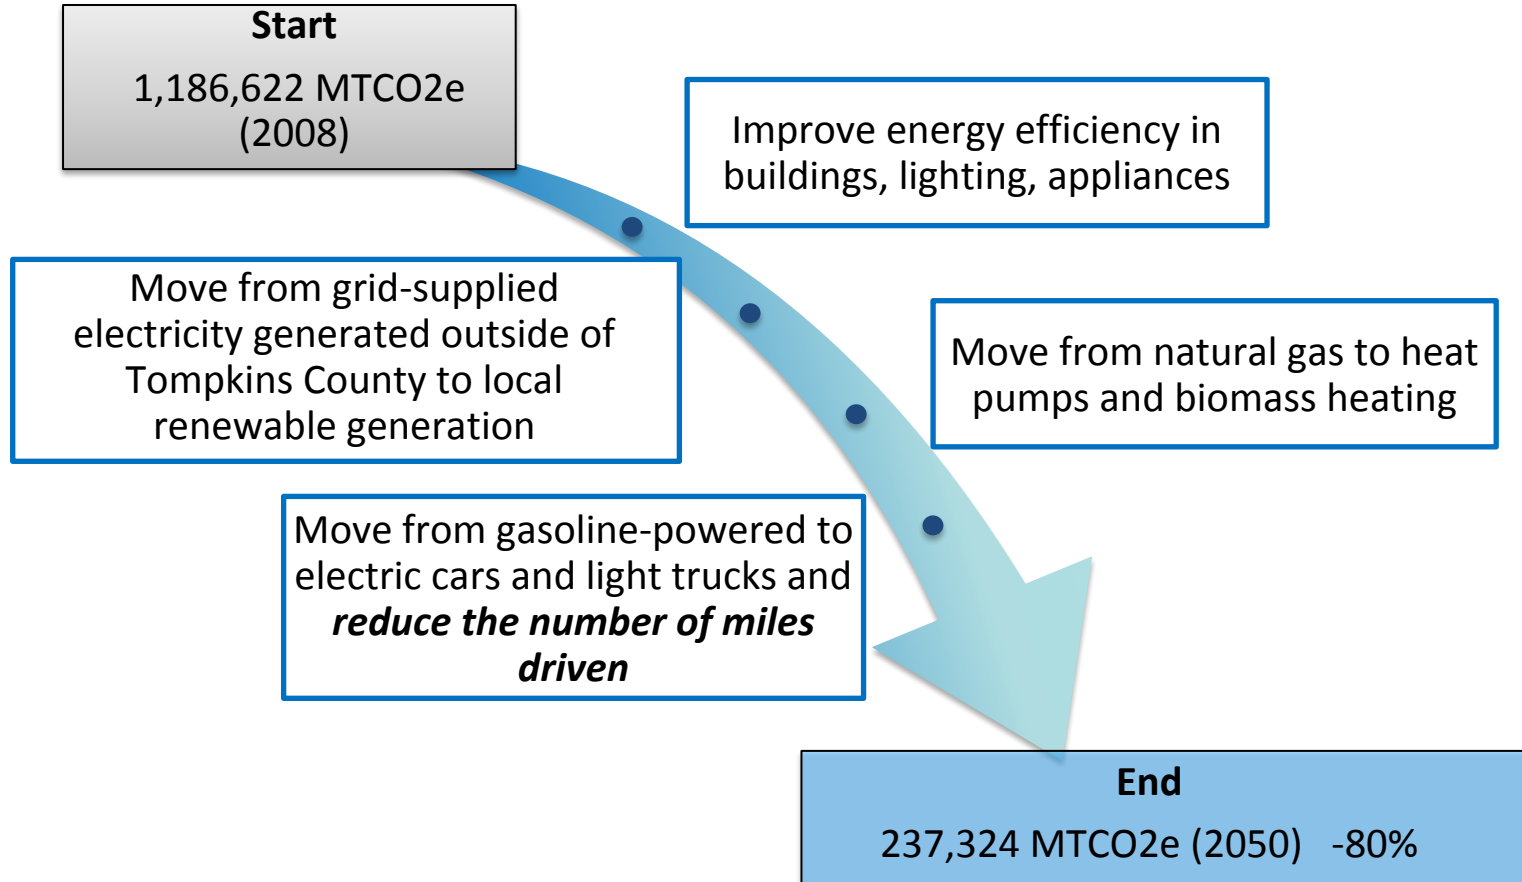 Start
1,186,622 MTCO2e
(2008)
Improve energy efficiency in
buildings, lighting, appliances
Move from grid-supplied
electricity generated outside of
Tompkins County to local
renewable generation
Move from natural gas to heat
pumps and biomass heating
Move from gasoline-powered to
electric cars and light trucks and
reduce the number of miles
driven
End
237,324 MTCO2e (2050) -80%